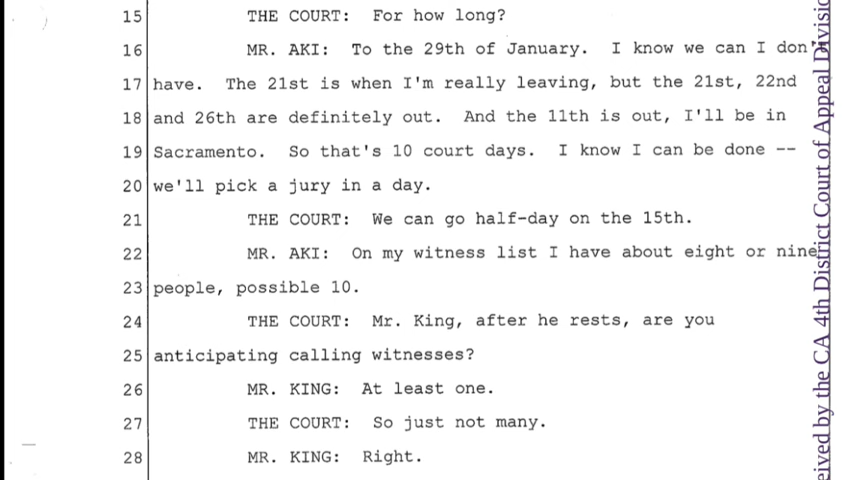 15 THE COURT: For how long?
16 MR. AKI: To the 29th of January. I know we can I don't
17 have. The 21st is when I'm really leaving, but the 21st, 22nd
18 and 26th are definitely out. And the 11th is out, I'll be in
19 Sacramento. So that's 10 court days. I know I can be done --
20 we'll pick a jury in a day.
21 THE COURT: We can go half-day on the 15th.
22 MR. AKI: On my witness list I have about eight or nine
23 people, possible 10.
24 THE COURT: Mr. King, after he rests, are you
25 anticipating calling witnesses?
26 MR. KING: At least one.
27 THE COURT: So just not many.
28 MR. KING: Right.
eived by the CA 4th District Court of Appeal Divisio